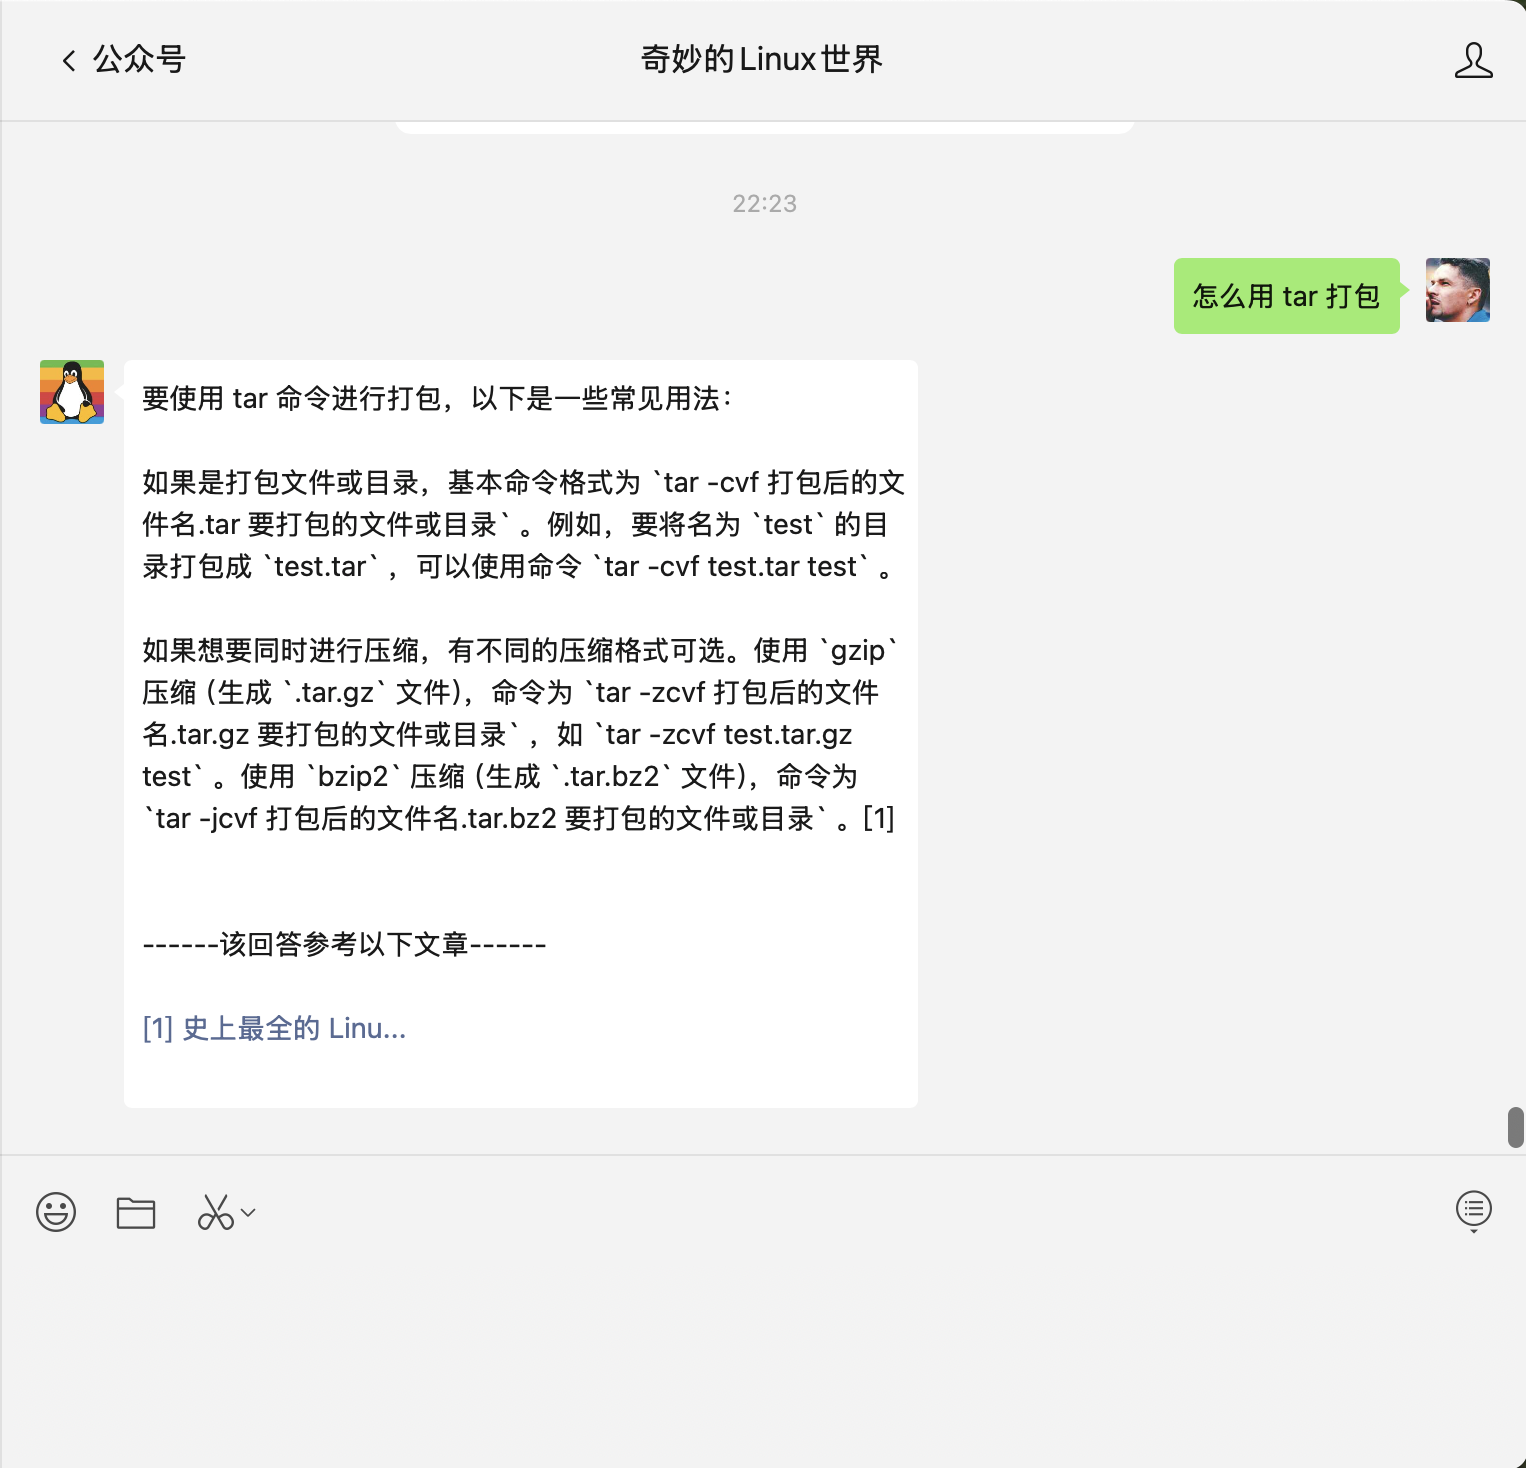 公众号
奇妙的Linux世界
22:23
怎么用 tar 打包
要使用 tar 命令进行打包，以下是一些常见用法：
如果是打包文件或目录，基本命令格式为 `tar -cvf 打包后的文
件名.tar 要打包的文件或目录` 。例如，要将名为 `test` 的目
录打包成 `test.tar` ，可以使用命令 `tar -cvf test.tar test` 。
如果想要同时进行压缩，有不同的压缩格式可选。使用 `gzip`
压缩（生成 `.tar.gz` 文件），命令为 `tar -zcvf 打包后的文件
名.tar.gz 要打包的文件或目录` ，如 `tar -zcvf test.tar.gz
test` 。使用 `bzip2` 压缩（生成 `.tar.bz2` 文件），命令为
`tar -jcvf 打包后的文件名.tar.bz2 要打包的文件或目录` 。[1]
------该回答参考以下文章------
[1] 史上最全的 Linu...